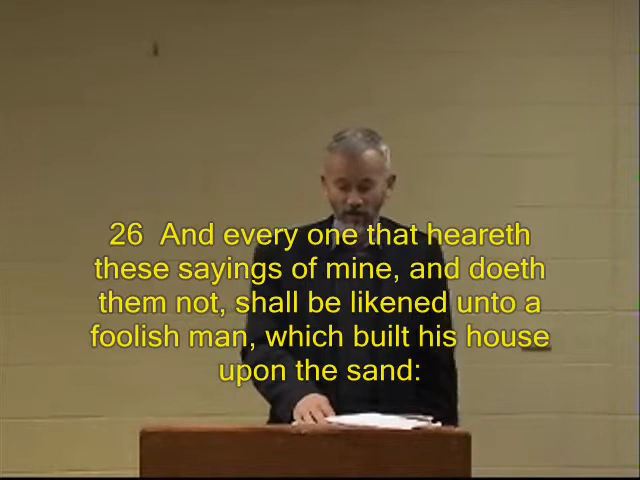 26  And every one that heareth
these sayings of mine, and doeth
them not, shall be likened unto a
foolish man, which built his house
upon the sand: